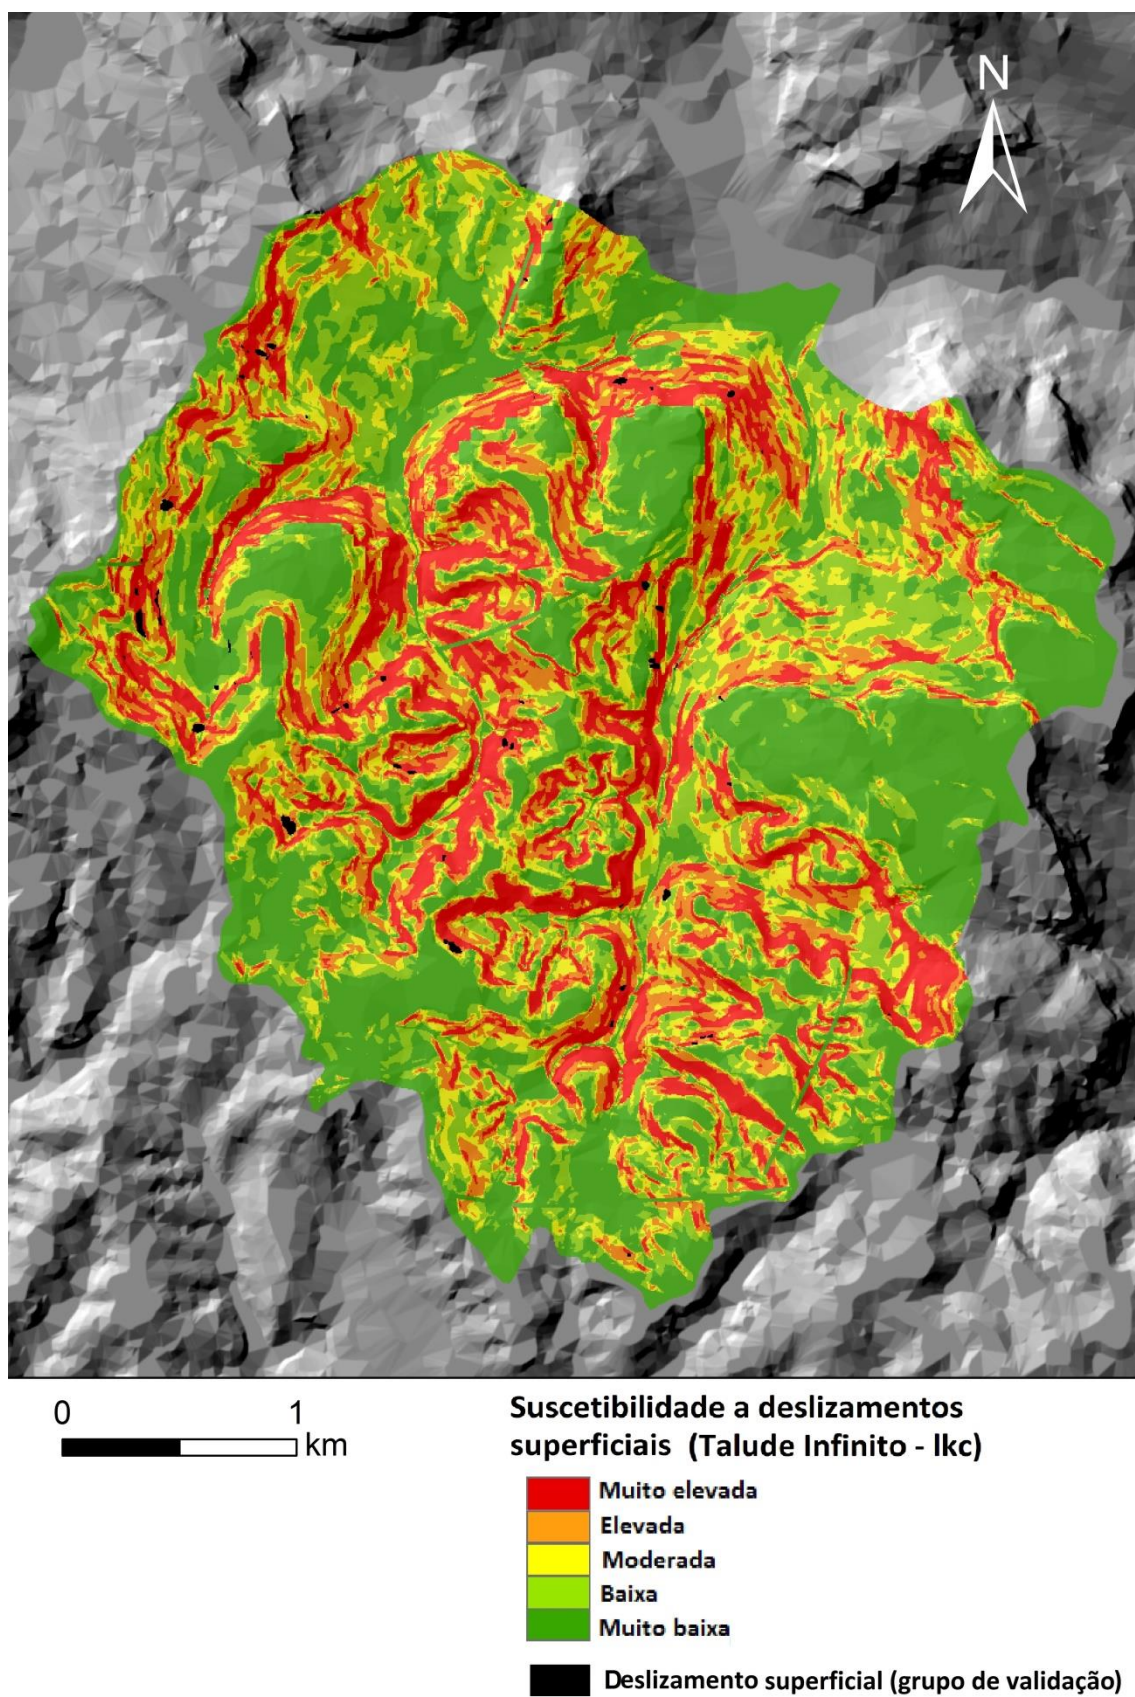 N
0 1
km
Suscetibilidade a deslizamentos
superficiais (Talude Infinito - lkc)
Muito elevada
Elevada
Moderada
Baixa
Muito baixa
Deslizamento superficial (grupo de validação)